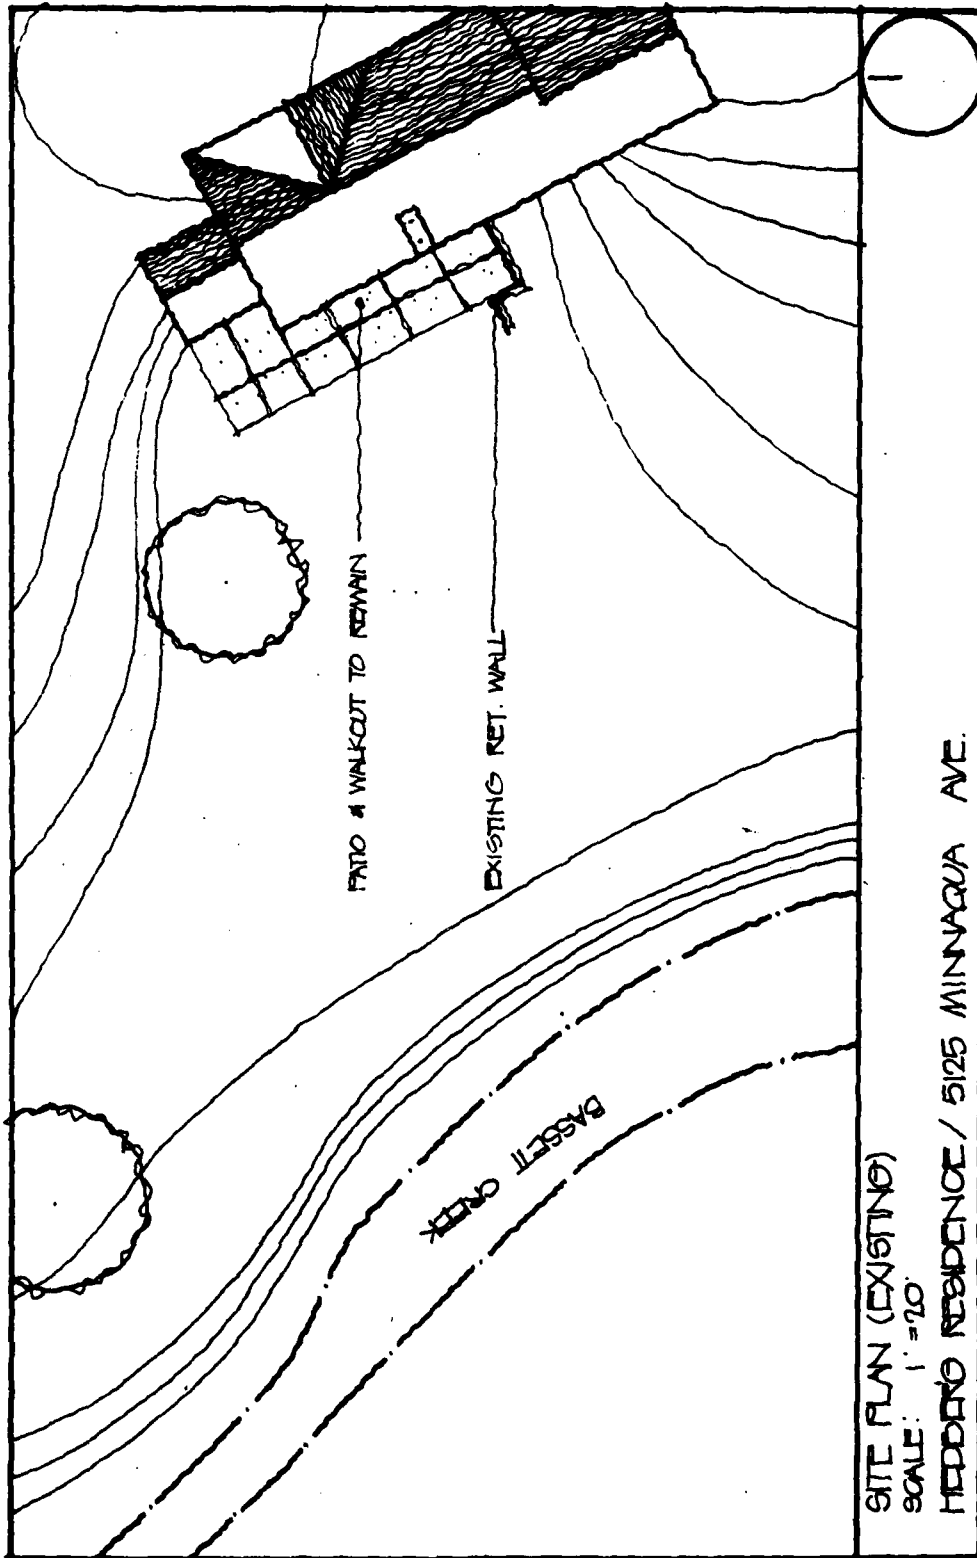 PATIO & WALKOUT TO REMAIN
EXISTING RET. WALL
BASSETT CREEK
SITE PLAN (EXISTING)
SCALE: 1"=20'
HEDDENG RESIDENCE / 5125 MINNAQUA AVE.